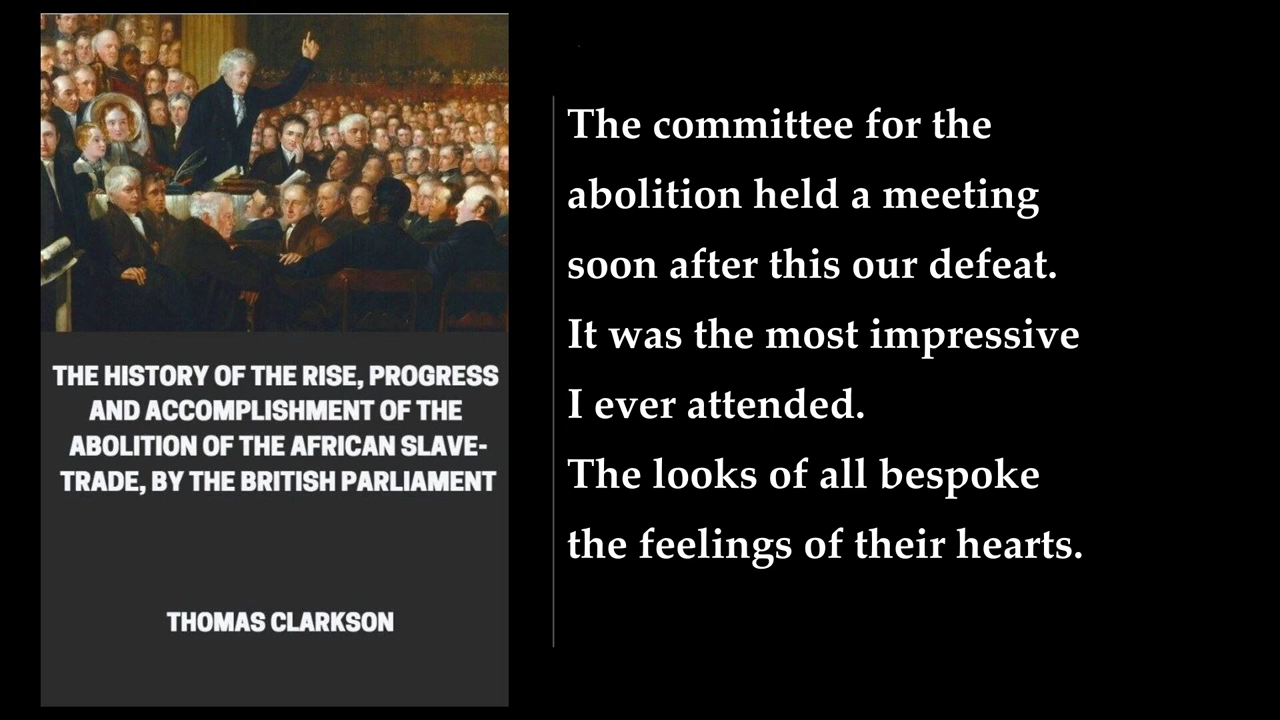 THE HISTORY OF THE RISE, PROGRESS
AND ACCOMPLISHMENT OF THE
ABOLITION OF THE AFRICAN SLAVE-
TRADE, BY THE BRITISH PARLIAMENT
THOMAS CLARKSON
The committee for the
abolition held a meeting
soon after this our defeat.
It was the most impressive
I ever attended.
The looks of all bespoke
the feelings of their hearts.